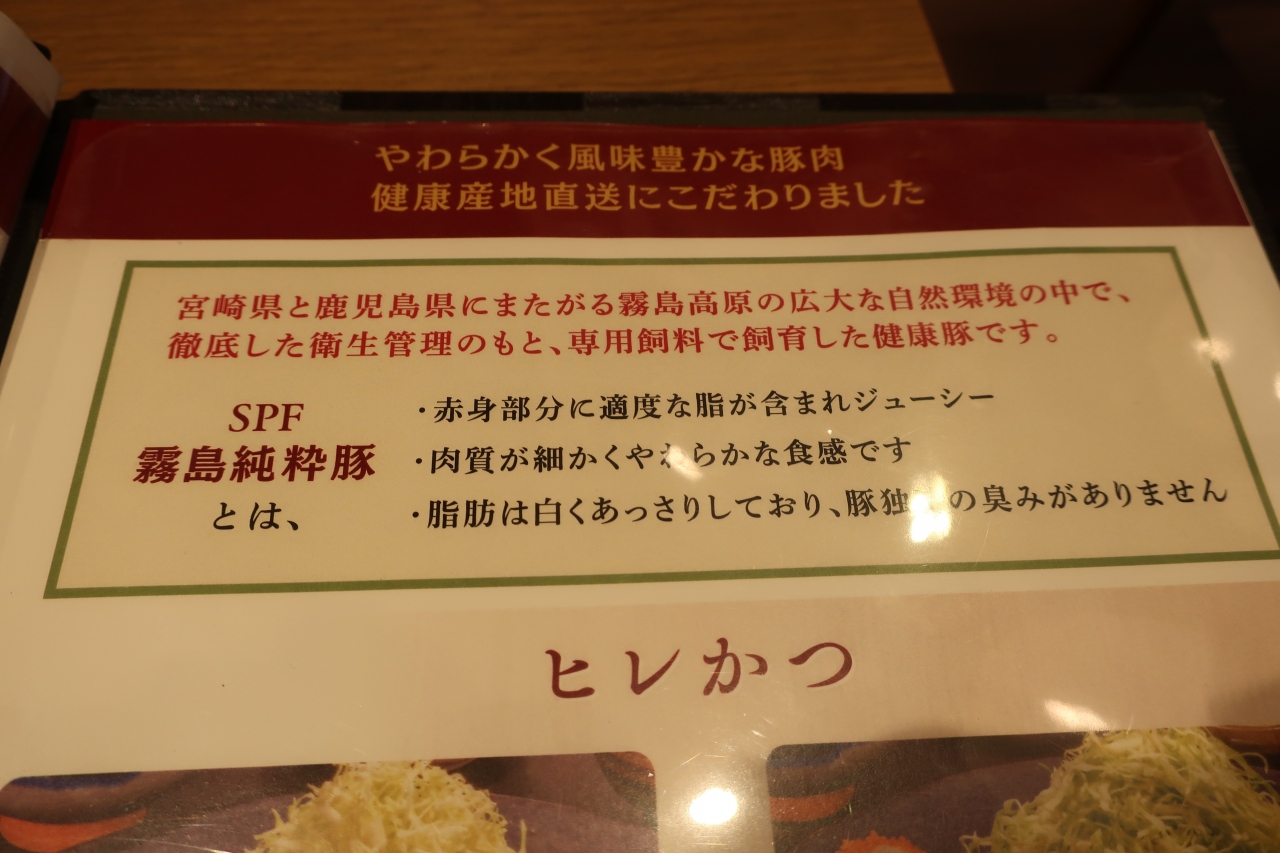 やわらかく風味豊かな豚肉
健康産地直送にこだわりました
宮崎県と鹿児島県にまたがる霧島高原の広大な自然環境の中で、
徹底した衛生管理のもと、専用飼料で飼育した健康豚です。
SPF
霧島純粋豚
とは、
・赤身部分に適度な脂が含まれジューシー
・肉質が細かくやわらかな食感です
・脂肪は白くあっさりしており、豚独の臭みがありません
ヒレかつ